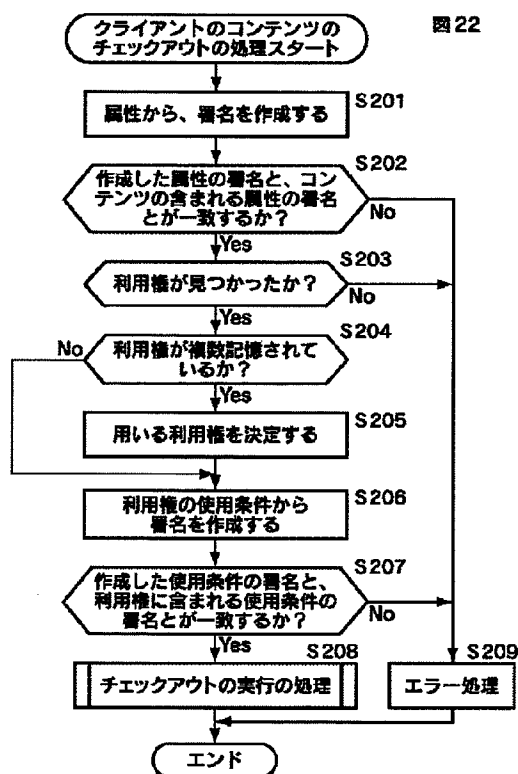 図22
クライアントのコンテンツの
チェックアウトの処理スタート
S201
属性から、署名を作成する
S202
作成した属性の署名と、コン
テンツの含まれる属性の署名
とが一致するか？
No
Yes
S203
利用権が見つかったか？
No
Yes
S204
No
利用権が複数記憶されて
いるか？
Yes
S205
用いる利用権を決定する
S206
利用権の使用条件から
署名を作成する
S207
作成した使用条件の署名と、
利用権に含まれる使用条件の
署名とが一致するか？
No
Yes
S208
チェックアウトの実行の処理
S209
エラー処理
エンド